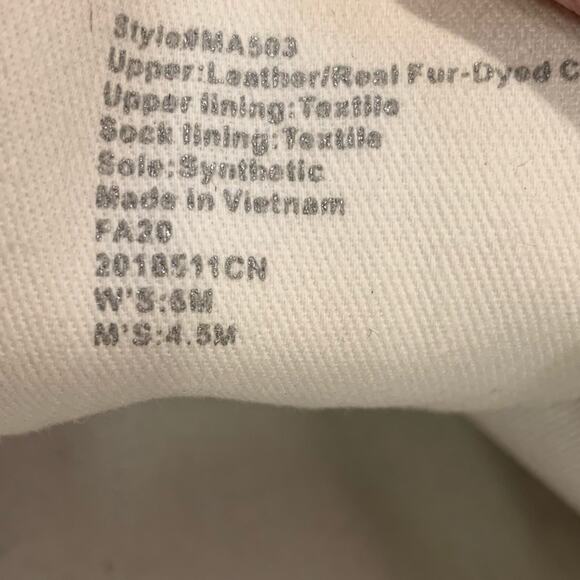 Style#MA503
Upper:Leather/Real Fur-Dyed C
Upper lining:Textile
Sock lining:Textile
Sole:Synthetic
Made in Vietnam
FA20
2018511CN
W'S:6M
M'S:4.5M